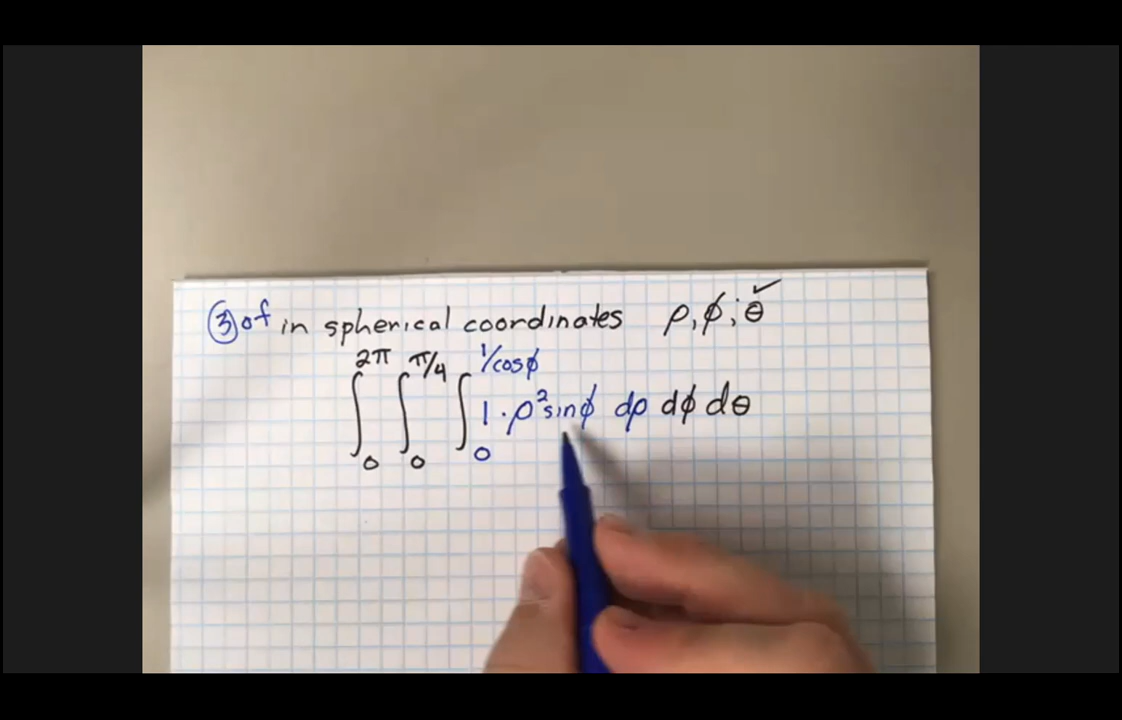 ③ of in spherical coordinates ρ, ϕ, θ ✓
∫₀^2π ∫₀^π/4 ∫₀^1/cosϕ 1 · ρ² sinϕ dρ dϕ dθ